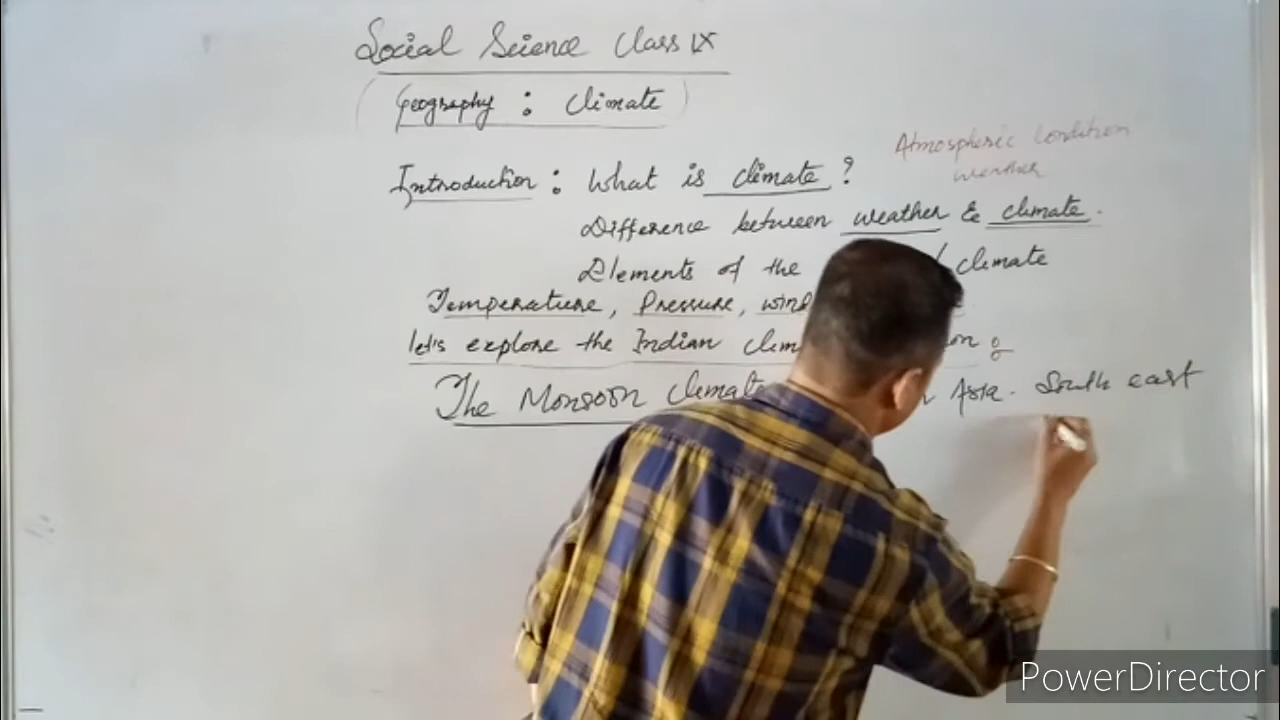 Social Science Class IX
Geography : Climate
Atmospheric Condition
weather
Introduction : What is climate ?
Difference between weather & climate.
Elements of the climate
Temperature, Pressure, wind
let's explore the Indian
The Monsoon Climate Asia. South east
PowerDirector